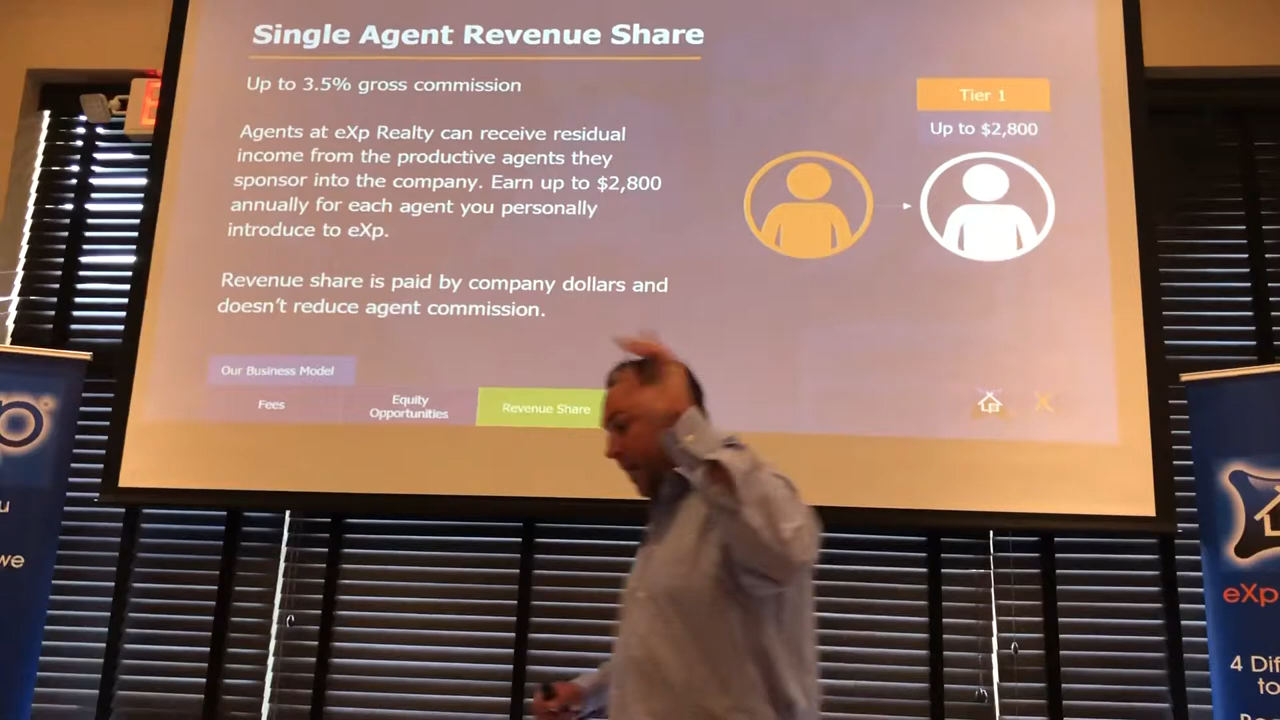 Single Agent Revenue Share
Up to 3.5% gross commission
Agents at eXp Realty can receive residual
income from the productive agents they
sponsor into the company. Earn up to $2,800
annually for each agent you personally
introduce to eXp.
Revenue share is paid by company dollars and
doesn't reduce agent commission.
Tier 1
Up to $2,800
Our Business Model
Fees
Equity
Opportunities
Revenue Share
we
eXp
4
to